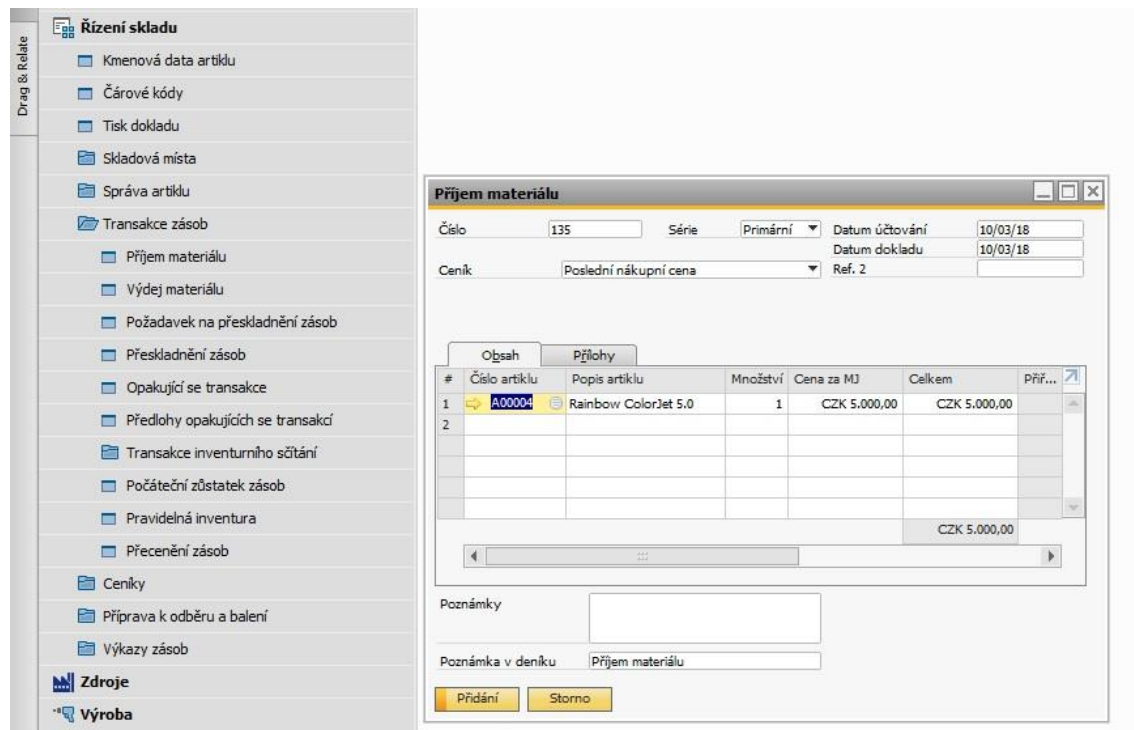 Drag & Relate
Řízení skladu
Kmenová data artiklu
Čárové kódy
Tisk dokladu
Skladová místa
Správa artiklu
Transakce zásob
Příjem materiálu
Výdej materiálu
Požadavek na přeskladnění zásob
Přeskladnění zásob
Opakující se transakce
Předlohy opakujících se transakcí
Transakce inventurního sčítání
Počáteční zůstatek zásob
Pravidelná inventura
Přecenění zásob
Ceníky
Příprava k odběru a balení
Výkazy zásob
Zdroje
Výroba
Příjem materiálu
Číslo 135 Série Primární Datum účtování 10/03/18
Datum dokladu 10/03/18
Ceník Poslední nákupní cena Ref. 2
Obsah Přílohy
# Číslo artiklu Popis artiklu Množství Cena za MJ Celkem Přiř...
1 A00004 Rainbow ColorJet 5.0 1 CZK 5.000,00 CZK 5.000,00
2
CZK 5.000,00
Poznámky
Poznámka v deníku Příjem materiálu
Přidání Storno